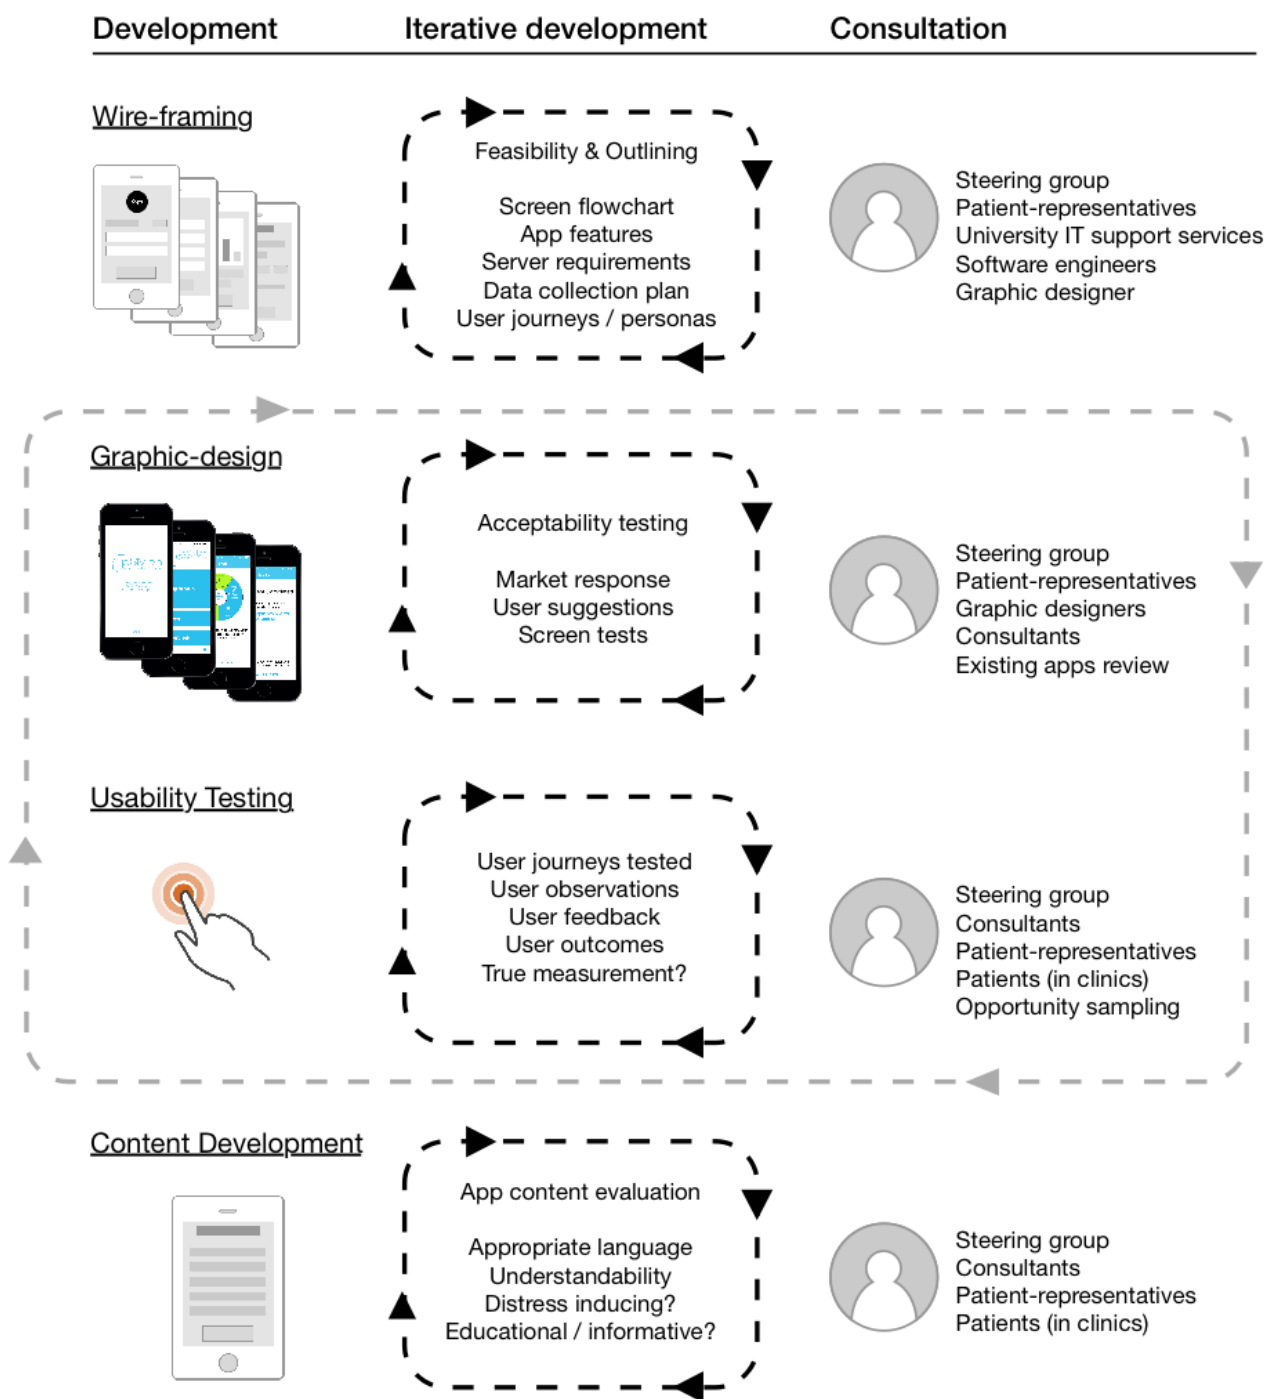 Development
Iterative development
Consultation
Wire-framing
Feasibility & Outlining
Screen flowchart
App features
Server requirements
Data collection plan
User journeys / personas
Steering group
Patient-representatives
University IT support services
Software engineers
Graphic designer
Graphic-design
Acceptability testing
Market response
User suggestions
Screen tests
Steering group
Patient-representatives
Graphic designers
Consultants
Existing apps review
Usability Testing
User journeys tested
User observations
User feedback
User outcomes
True measurement?
Steering group
Consultants
Patient-representatives
Patients (in clinics)
Opportunity sampling
Content Development
App content evaluation
Appropriate language
Understandability
Distress inducing?
Educational / informative?
Steering group
Consultants
Patient-representatives
Patients (in clinics)